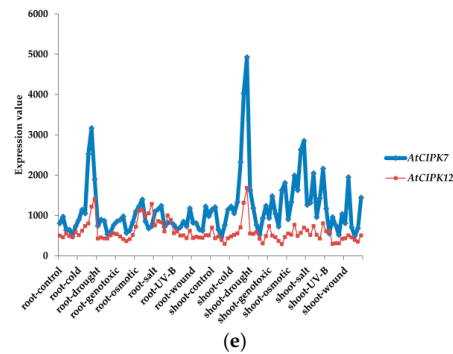 6000
5000
4000
3000
2000
1000
0
Expression value
root-control
root-cold
root-drought
root-genotoxic
root-osmotic
root-salt
root-UV-B
root-wound
shoot-control
shoot-cold
shoot-drought
shoot-genotoxic
shoot-osmotic
shoot-salt
shoot-UV-B
shoot-wound
AtCIPK7
AtCIPK12
(e)